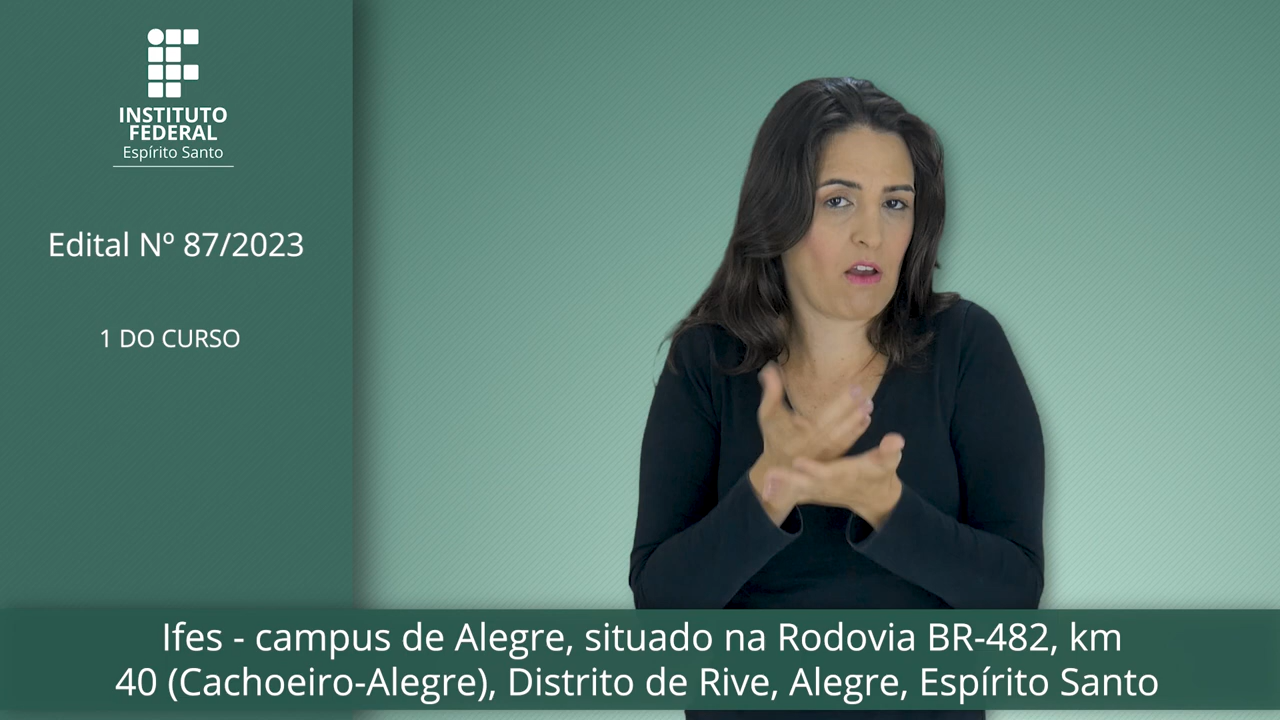 INSTITUTO
FEDERAL
Espírito Santo
Edital Nº 87/2023
1 DO CURSO
Ifes - campus de Alegre, situado na Rodovia BR-482, km
40 (Cachoeiro-Alegre), Distrito de Rive, Alegre, Espírito Santo